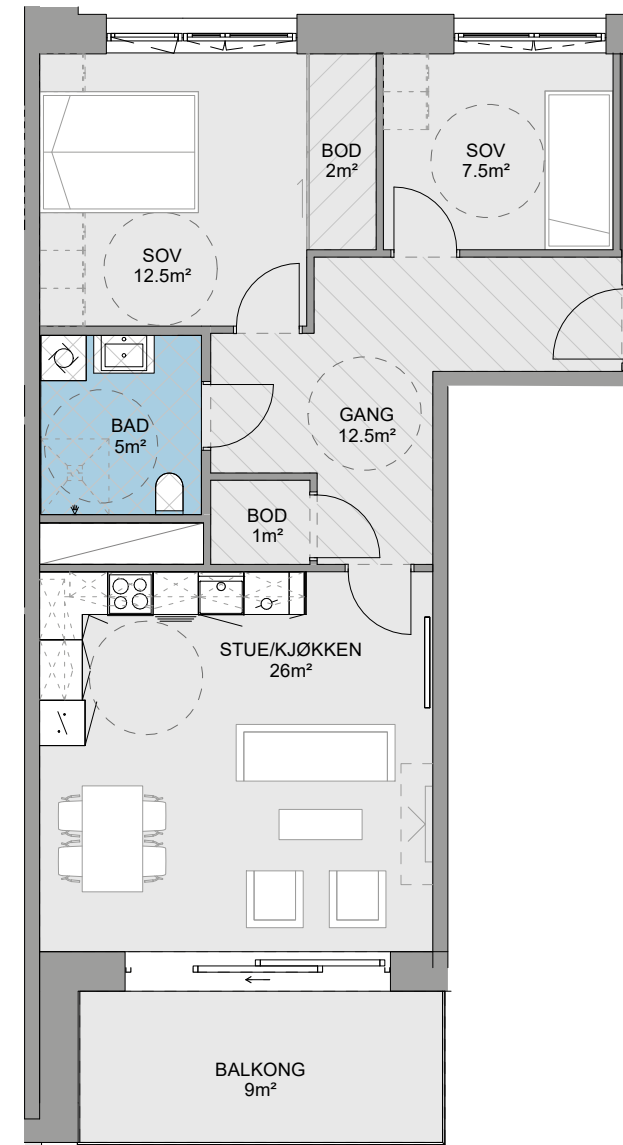 BOD
2m²
SOV
7.5m²
SOV
12.5m²
BAD
5m²
GANG
12.5m²
BOD
1m²
STUE/KJØKKEN
26m²
BALKONG
9m²